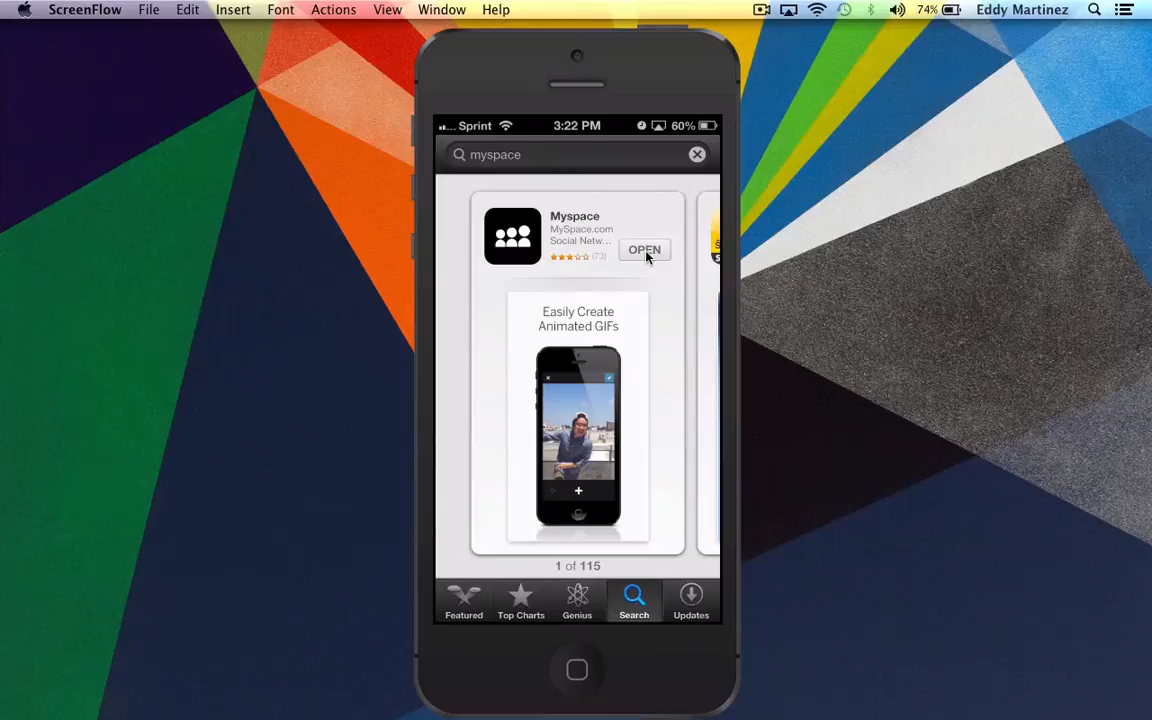 ScreenFlow File Edit Insert Font Actions View Window Help 74% Eddy Martinez
Sprint 3:22 PM 60%
myspace
Myspace
MySpace.com
Social Netw...
(73)
OPEN
Easily Create
Animated GIFs
1 of 115
Featured Top Charts Genius Search Updates